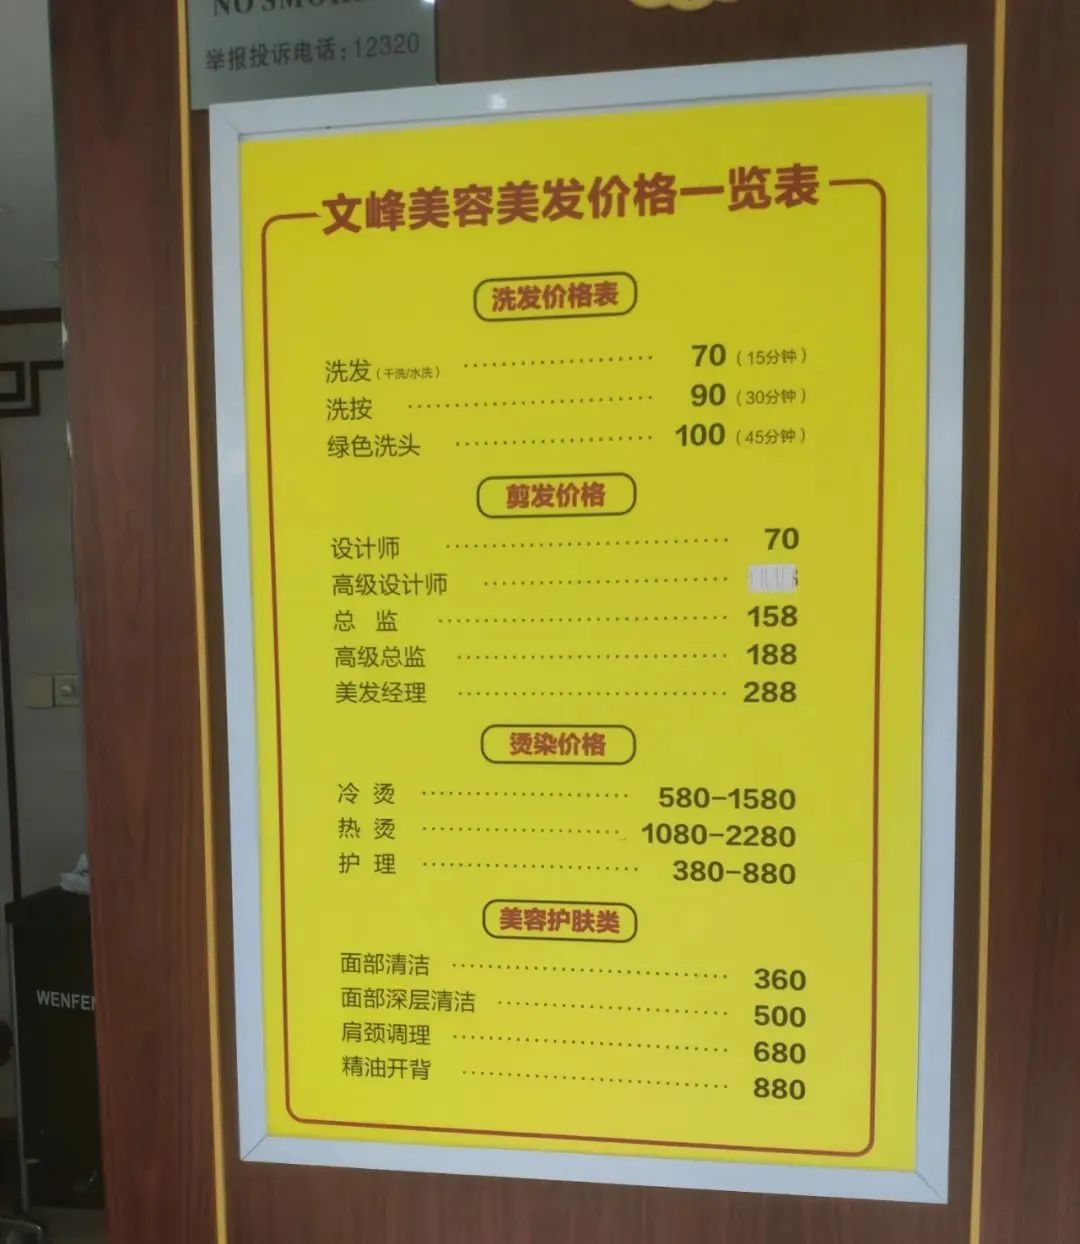 NO SMOK
举报投诉电话:12320
文峰美容美发价格一览表
洗发价格表
洗发(干洗/水洗) 70(15分钟)
洗按 90(30分钟)
绿色洗头 100(45分钟)
剪发价格
设计师 70
高级设计师
总 监 158
高级总监 188
美发经理 288
烫染价格
冷 烫 580-1580
热 烫 1080-2280
护 理 380-880
美容护肤类
面部清洁 360
面部深层清洁 500
肩颈调理 680
精油开背 880
WENFEN